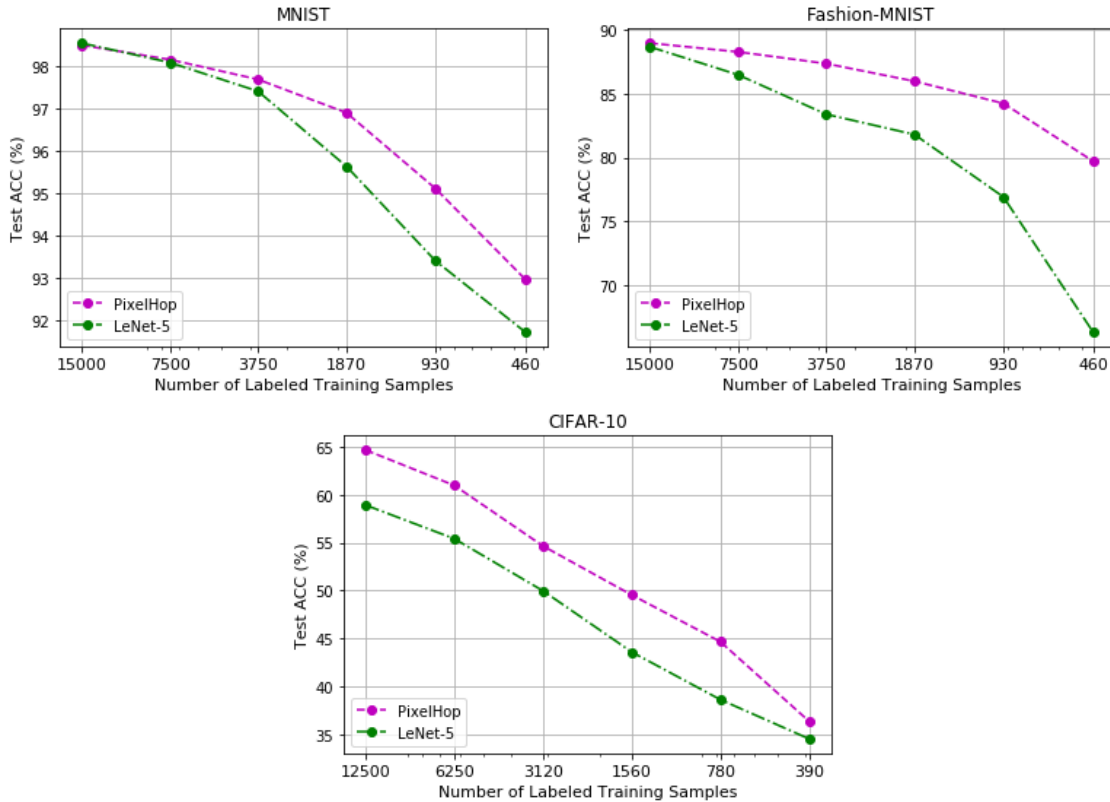 MNIST
Test ACC (%)
98
97
96
95
94
93
92
PixelHop
LeNet-5
15000 7500 3750 1870 930 460
Number of Labeled Training Samples
Fashion-MNIST
Test ACC (%)
90
85
80
75
70
PixelHop
LeNet-5
15000 7500 3750 1870 930 460
Number of Labeled Training Samples
CIFAR-10
Test ACC (%)
65
60
55
50
45
40
35
PixelHop
LeNet-5
12500 6250 3120 1560 780 390
Number of Labeled Training Samples